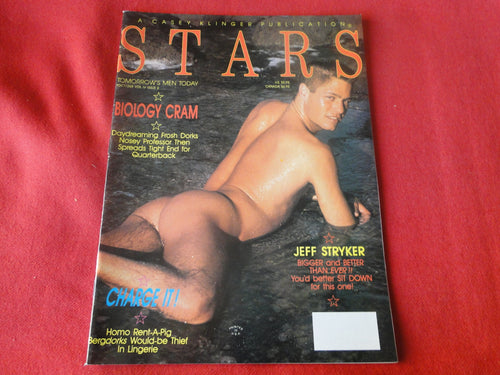 A CASEY KLINGER PUBLICATION
STARS
TOMORROW'S MEN TODAY
BIOLOGY CRAM
Daydreaming Frosh Dorks
Nosey Professor Then
Spreads Tight End for
Quarterback
JEFF STRYKER
BIGGER and BETTER
THAN EVER!!
You'd better SIT DOWN
for this one!
CHARGE IT!
Homo Rent-A-Pig
Bergdorks Would-be Thief
In Lingerie